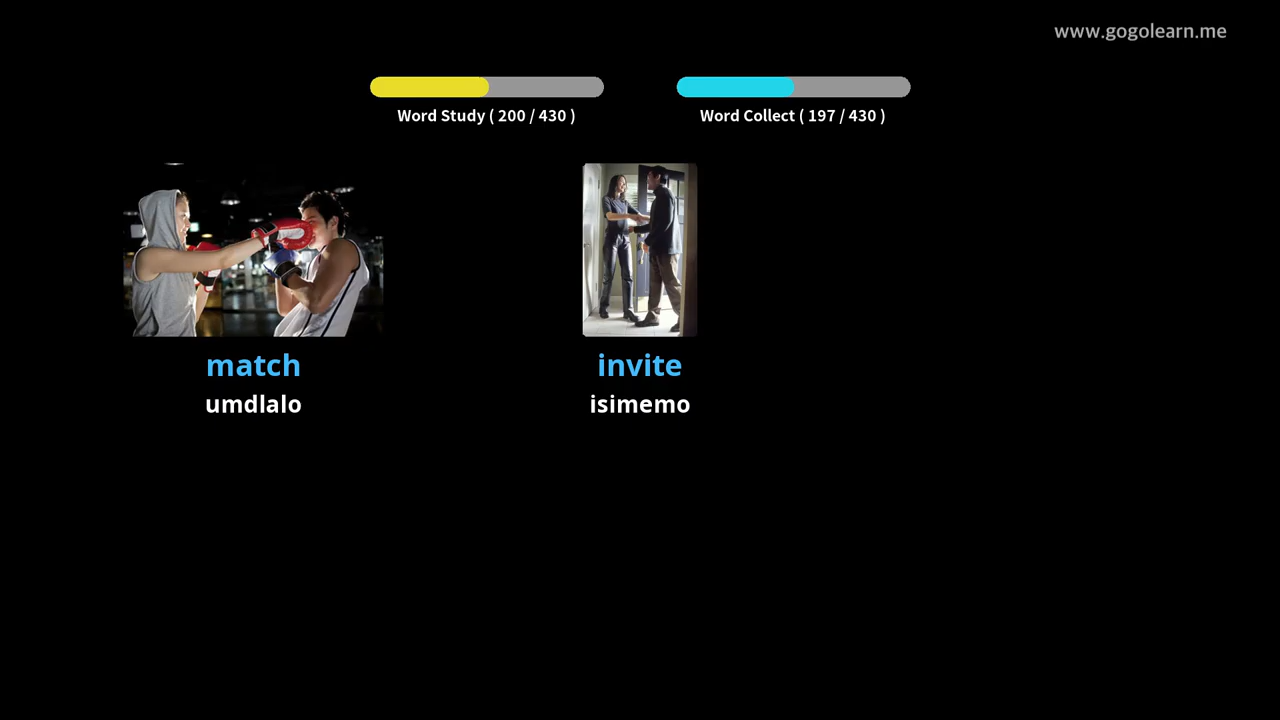 www.gogolearn.me
Word Study ( 200 / 430 )
Word Collect ( 197 / 430 )
match
umdlalo
invite
isimemo